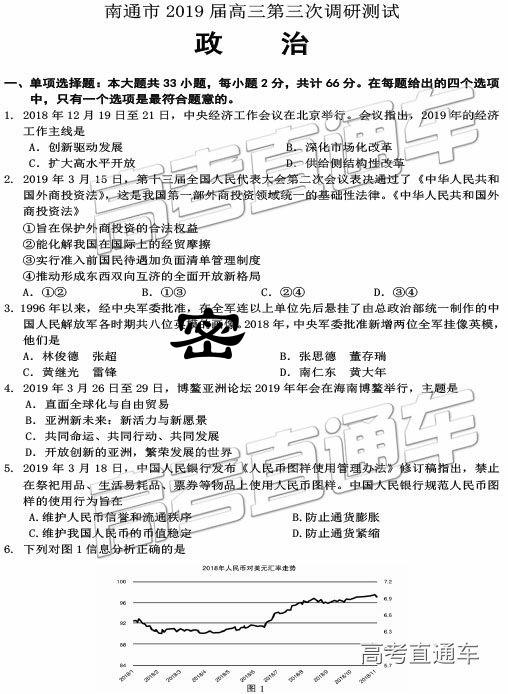 南通市 2019 届高三第三次调研测试
政 治
一、单项选择题：本大题共 33 小题，每小题 2 分，共计 66 分。在每题给出的四个选项
中，只有一个选项是最符合题意的。
1. 2018 年 12 月 19 日至 21 日，中央经济工作会议在北京举行。会议指出，2019 年的经济
工作主线是
A. 创新驱动发展 B. 深化市场化改革
C. 扩大高水平开放 D. 供给侧结构性改革
2. 2019 年 3 月 15 日，第十三届全国人民代表大会第二次会议表决通过了《中华人民共和
国外商投资法》，这是我国第一部外商投资领域统一的基础性法律。《中华人民共和国外
商投资法》
①旨在保护外商投资的合法权益
②能化解我国在国际上的经贸摩擦
③实行准入前国民待遇加负面清单管理制度
④推动形成东西双向互济的全面开放新格局
A. ①② B. ①③ C. ②④ D. ③④
3. 1996 年以来，经中央军委批准，在全军连以上单位先后悬挂了由总政治部统一制作的中
国人民解放军各时期共八位英模的画像。2018 年，中央军委批准新增两位全军挂像英模，
他们是
密
A. 林俊德 张超 B. 张思德 董存瑞
C. 黄继光 雷锋 D. 南仁东 黄大年
4. 2019 年 3 月 26 日至 29 日，博鳌亚洲论坛 2019 年年会在海南博鳌举行，主题是
A. 直面全球化与自由贸易
B. 亚洲新未来：新活力与新愿景
C. 共同命运、共同行动、共同发展
D. 开放创新的亚洲，繁荣发展的世界
5. 2019 年 3 月 18 日，中国人民银行发布《人民币图样使用管理办法》修订稿指出，禁止
在祭祀用品、生活易耗品、票券等物品上使用人民币图样。中国人民银行规范人民币图
样的使用行为旨在
A. 维护人民币信誉和流通秩序 B. 防止通货膨胀
C. 维护我国人民币的币值稳定 D. 防止通货紧缩
6. 下列对图 1 信息分析正确的是
2018年人民币对美元汇率走势
100 7.2
96 6.9
92 6.6
88 6.3
84 5.7
2018/1 2018/2 2018/3 2018/4 2018/5 2018/6 2018/7 2018/8 2018/9 2018/10 2018/11
图 1
高考直通车
高考直通车
高考直通车